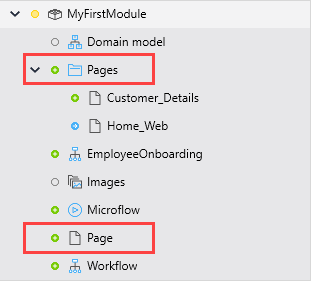 MyFirstModule
Domain model
Pages
Customer_Details
Home_Web
EmployeeOnboarding
Images
Microflow
Page
Workflow